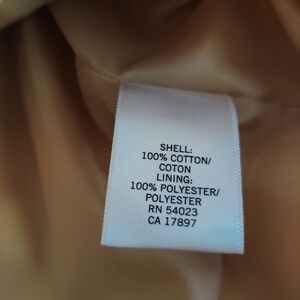 SHELL:
100% COTTON/
COTON
LINING:
100% POLYESTER/
POLYESTER
RN 54023
CA 17897